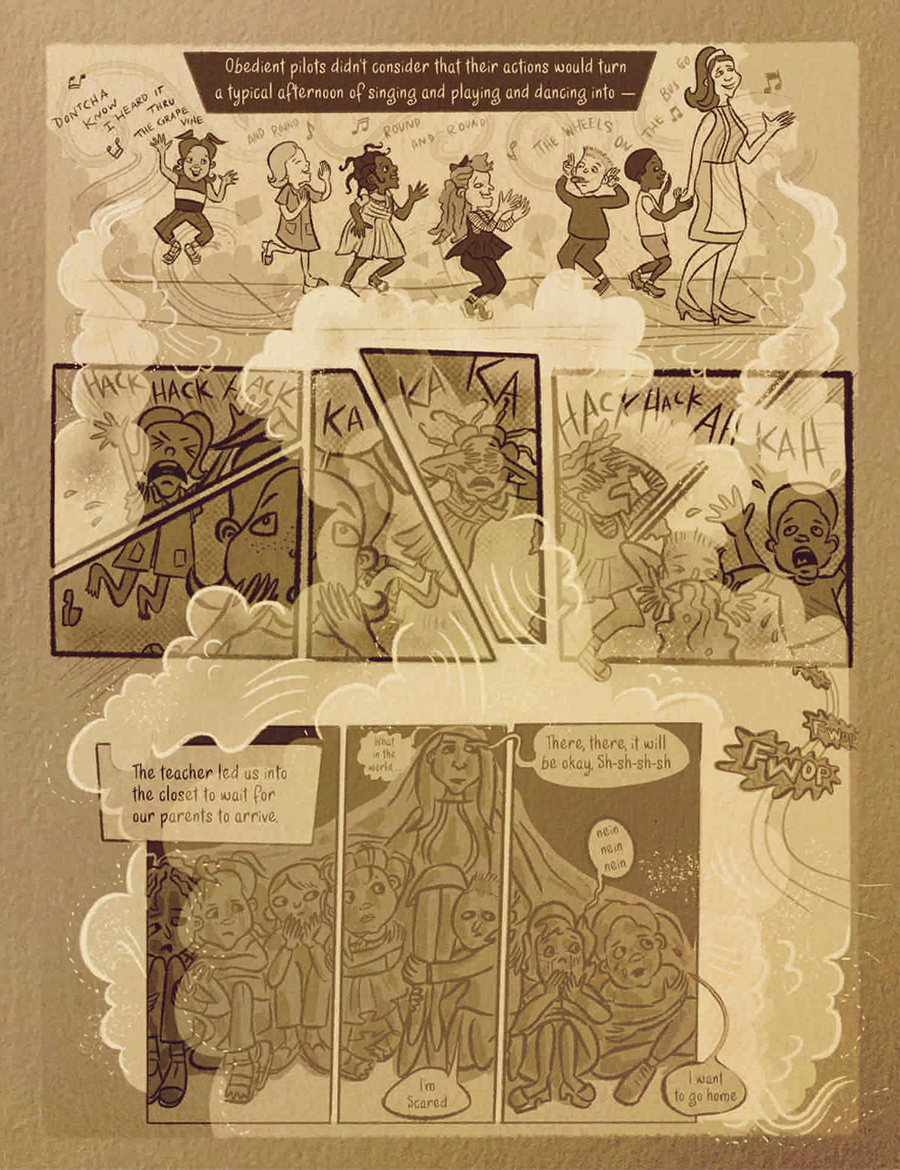 Obedient pilots didn't consider that their actions would turn
a typical afternoon of singing and playing and dancing into —
DONTCHA
KNOW
I HEARD IT
THRU
THE GRAPE
VINE
AND ROUND
ROUND
AND ROUND
THE WHEELS ON
THE
BUS GO
HACK HACK HACK
KA
KA KA
HACK HACK AH
KAH
The teacher led us into
the closet to wait for
our parents to arrive.
What
in the
world...
There, there, it will
be okay, Sh-sh-sh-sh
nein
nein
nein
FWOP
FWOP
I'm
Scared
I want
to go home